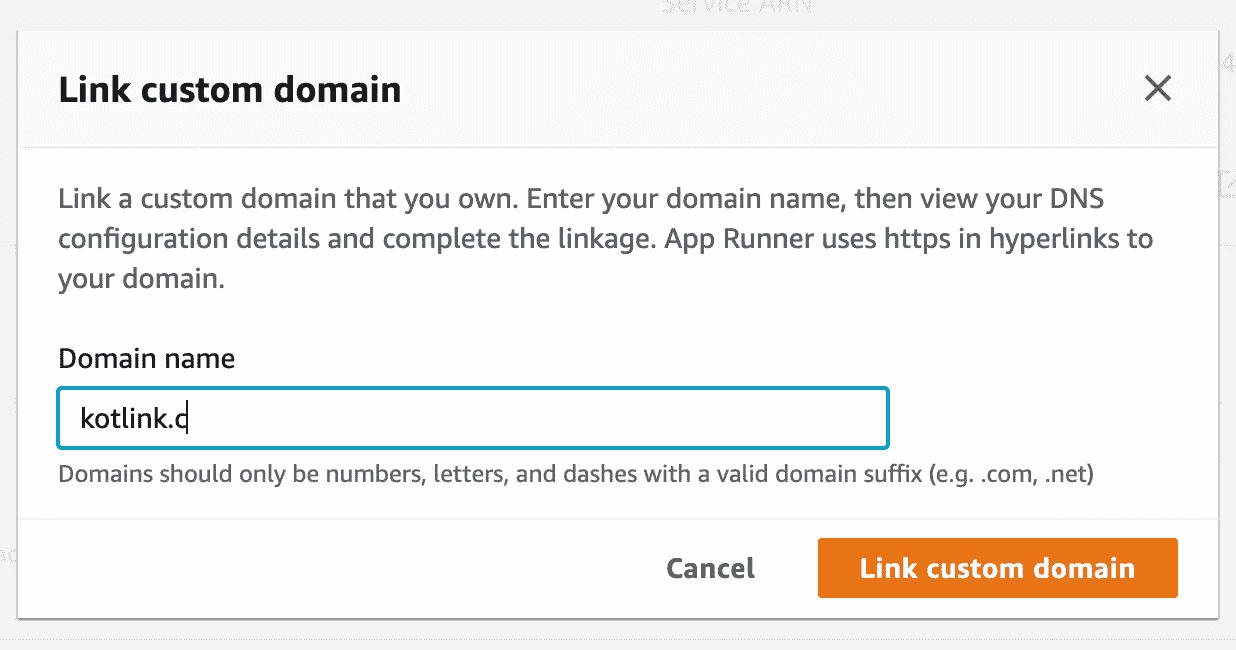 Service ARN
Link custom domain
Link a custom domain that you own. Enter your domain name, then view your DNS
configuration details and complete the linkage. App Runner uses https in hyperlinks to
your domain.
Domain name
kotlink.c
Domains should only be numbers, letters, and dashes with a valid domain suffix (e.g. .com, .net)
Cancel
Link custom domain